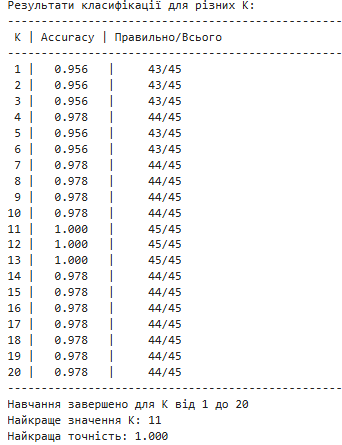 Результати класифікації для різних K:
--------------------------------------------------
K | Accuracy | Правильно/Всього
--------------------------------------------------
1 | 0.956 | 43/45
2 | 0.956 | 43/45
3 | 0.956 | 43/45
4 | 0.978 | 44/45
5 | 0.956 | 43/45
6 | 0.956 | 43/45
7 | 0.978 | 44/45
8 | 0.978 | 44/45
9 | 0.978 | 44/45
10 | 0.978 | 44/45
11 | 1.000 | 45/45
12 | 1.000 | 45/45
13 | 1.000 | 45/45
14 | 0.978 | 44/45
15 | 0.978 | 44/45
16 | 0.978 | 44/45
17 | 0.978 | 44/45
18 | 0.978 | 44/45
19 | 0.978 | 44/45
20 | 0.978 | 44/45
--------------------------------------------------
Навчання завершено для K від 1 до 20
Найкраще значення K: 11
Найкраща точність: 1.000